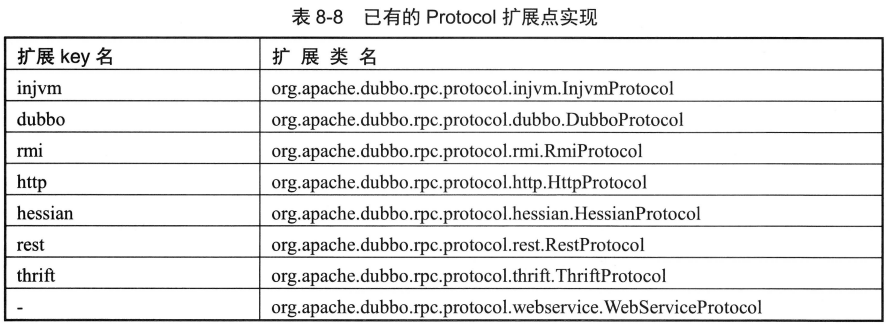 表 8-8 已有的 Protocol 扩展点实现
扩展 key 名 扩 展 类 名
injvm org.apache.dubbo.rpc.protocol.injvm.InjvmProtocol
dubbo org.apache.dubbo.rpc.protocol.dubbo.DubboProtocol
rmi org.apache.dubbo.rpc.protocol.rmi.RmiProtocol
http org.apache.dubbo.rpc.protocol.http.HttpProtocol
hessian org.apache.dubbo.rpc.protocol.hessian.HessianProtocol
rest org.apache.dubbo.rpc.protocol.rest.RestProtocol
thrift org.apache.dubbo.rpc.protocol.thrift.ThriftProtocol
- org.apache.dubbo.rpc.protocol.webservice.WebServiceProtocol